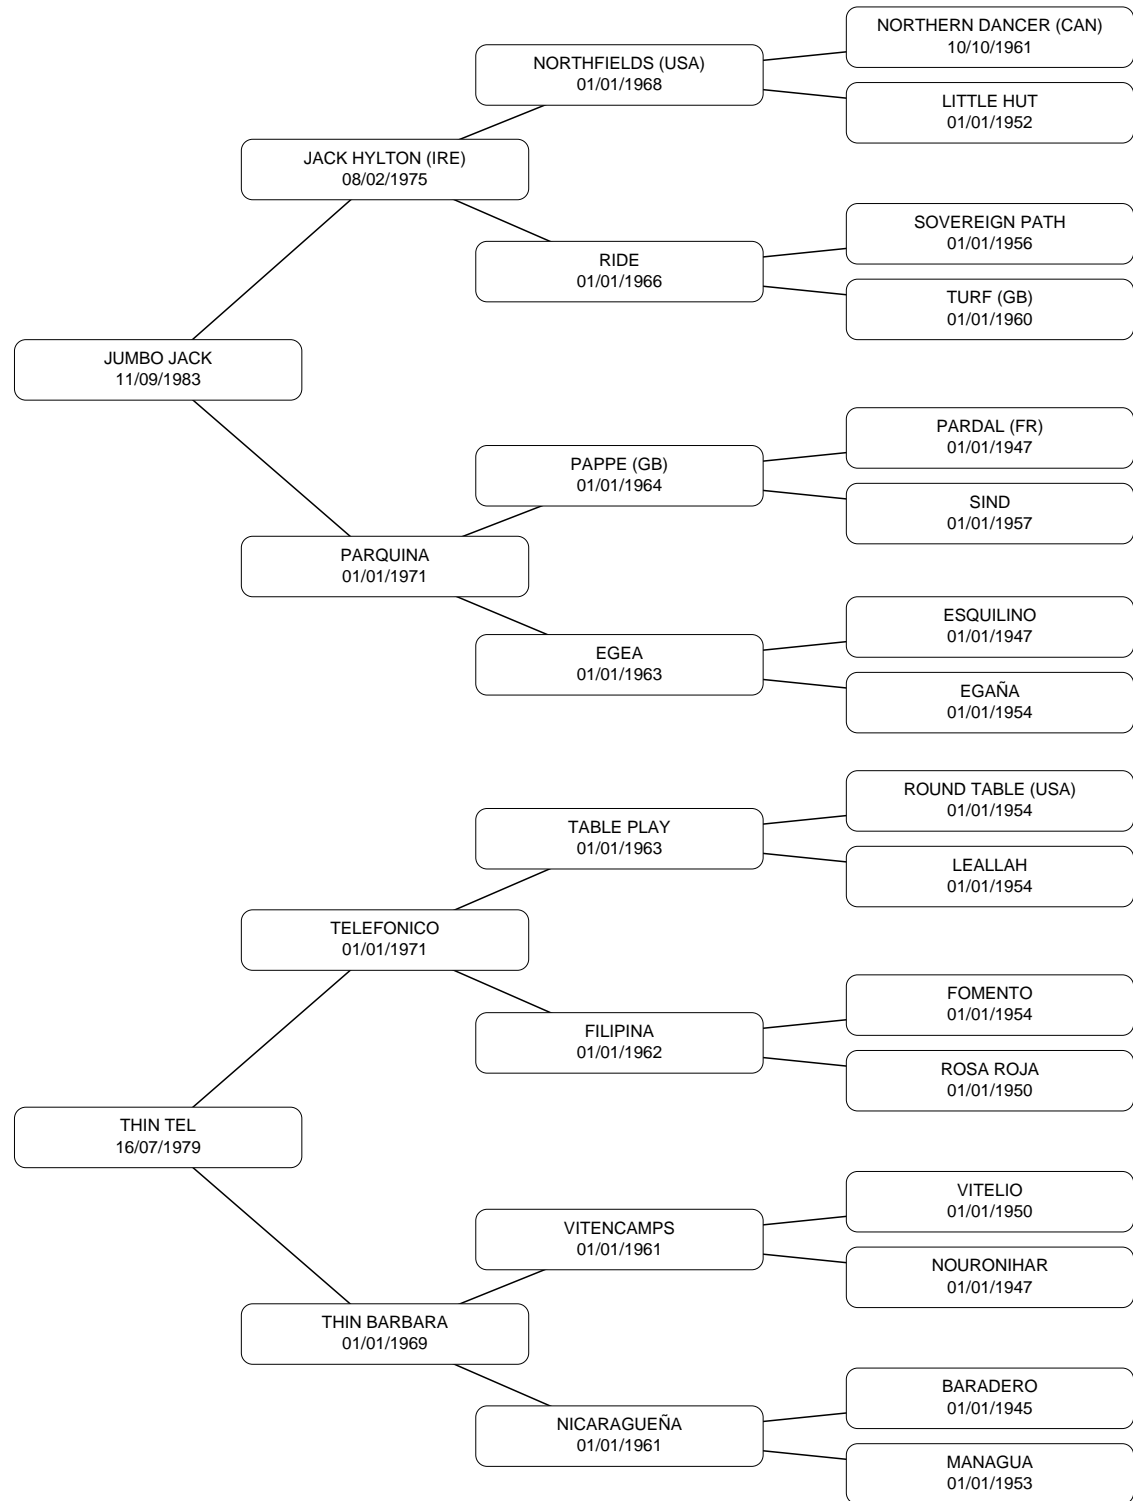 NORTHERN DANCER (CAN)
10/10/1961
NORTHFIELDS (USA)
01/01/1968
LITTLE HUT
01/01/1952
JACK HYLTON (IRE)
08/02/1975
SOVEREIGN PATH
01/01/1956
RIDE
01/01/1966
TURF (GB)
01/01/1960
JUMBO JACK
11/09/1983
PARDAL (FR)
01/01/1947
PAPPE (GB)
01/01/1964
SIND
01/01/1957
PARQUINA
01/01/1971
ESQUILINO
01/01/1947
EGEA
01/01/1963
EGAÑA
01/01/1954
ROUND TABLE (USA)
01/01/1954
TABLE PLAY
01/01/1963
LEALLAH
01/01/1954
TELEFONICO
01/01/1971
FOMENTO
01/01/1954
FILIPINA
01/01/1962
ROSA ROJA
01/01/1950
THIN TEL
16/07/1979
VITELIO
01/01/1950
VITENCAMPS
01/01/1961
NOURONIHAR
01/01/1947
THIN BARBARA
01/01/1969
BARADERO
01/01/1945
NICARAGUEÑA
01/01/1961
MANAGUA
01/01/1953